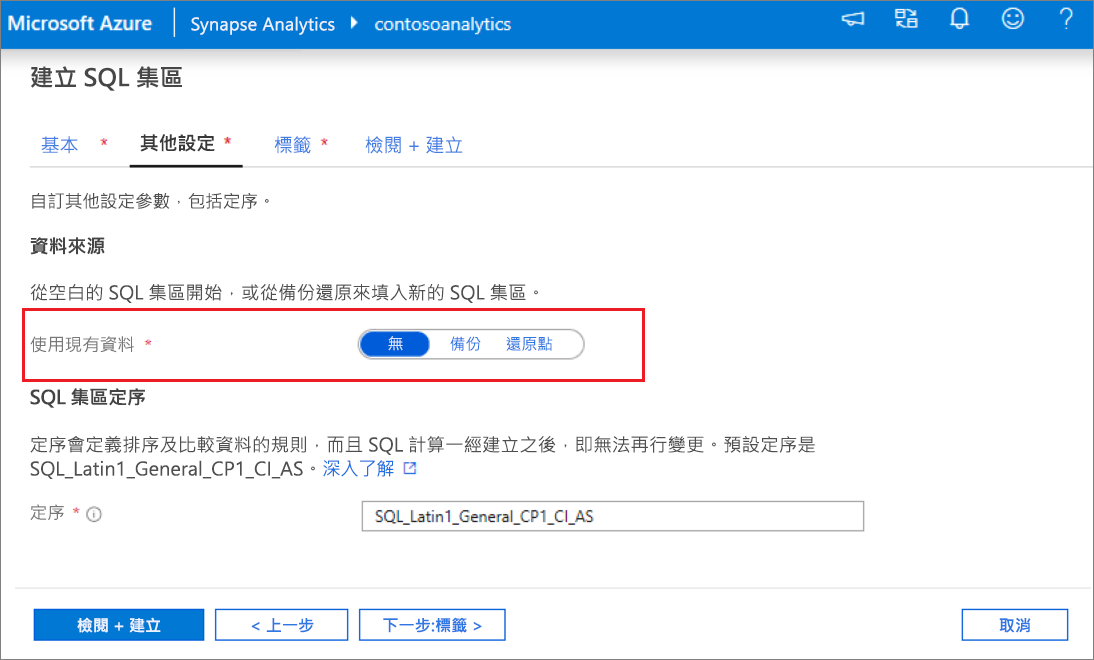 Microsoft Azure Synapse Analytics contosoanalytics ?
建立 SQL 集區
基本 * 其他設定 * 標籤 * 檢閱 + 建立
自訂其他設定參數，包括定序。
資料來源
從空白的 SQL 集區開始，或從備份還原來填入新的 SQL 集區。
使用現有資料 * 無 備份 還原點
SQL 集區定序
定序會定義排序及比較資料的規則，而且 SQL 計算一經建立之後，即無法再行變更。預設定序是
SQL_Latin1_General_CP1_CI_AS。深入了解
定序 * SQL_Latin1_General_CP1_CI_AS
檢閱 + 建立 < 上一步 下一步:標籤 > 取消